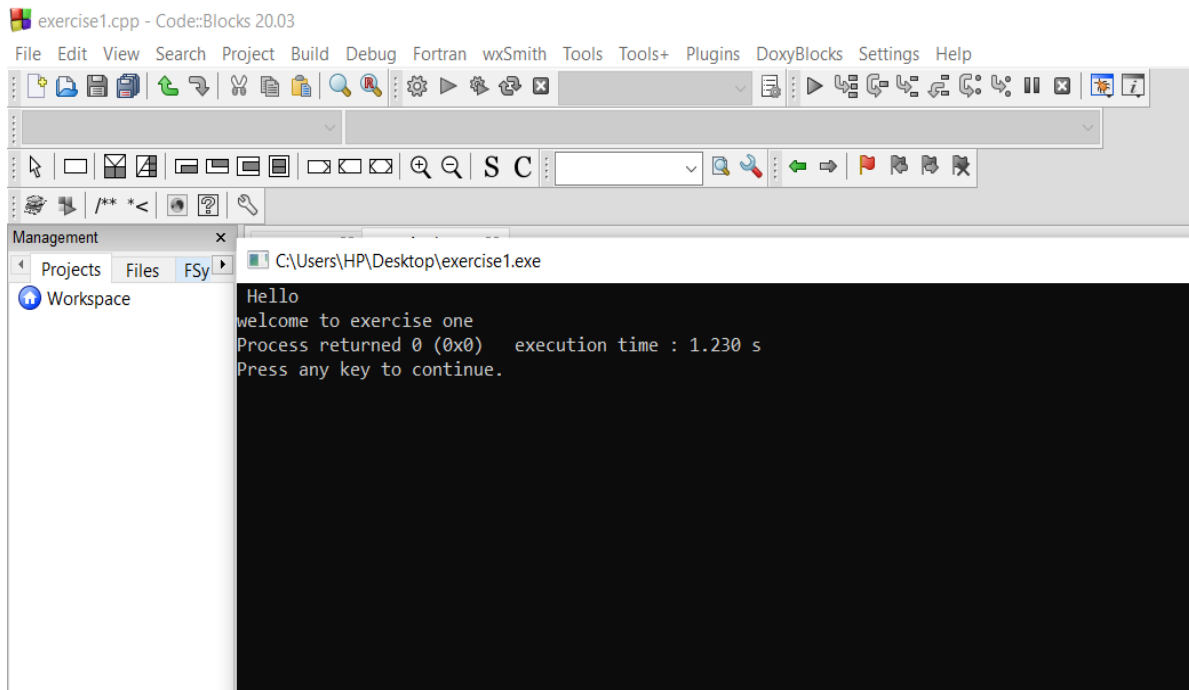 exercise1.cpp - Code::Blocks 20.03
File Edit View Search Project Build Debug Fortran wxSmith Tools Tools+ Plugins DoxyBlocks Settings Help
S C
/** *<
Management x
Projects Files FSy
Workspace
C:\Users\HP\Desktop\exercise1.exe
Hello
welcome to exercise one
Process returned 0 (0x0)   execution time : 1.230 s
Press any key to continue.